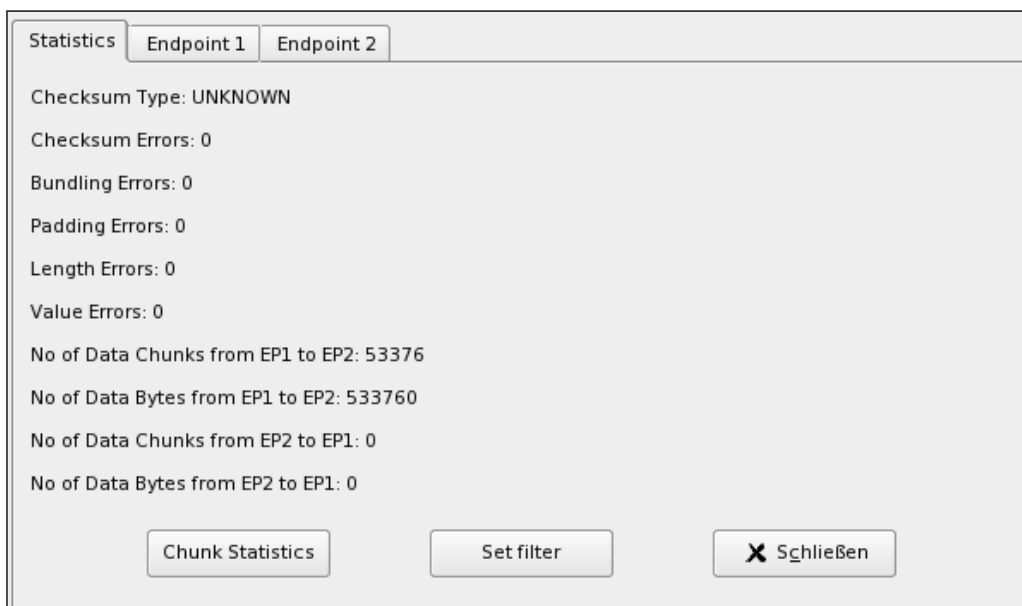 Statistics Endpoint 1 Endpoint 2
Checksum Type: UNKNOWN
Checksum Errors: 0
Bundling Errors: 0
Padding Errors: 0
Length Errors: 0
Value Errors: 0
No of Data Chunks from EP1 to EP2: 53376
No of Data Bytes from EP1 to EP2: 533760
No of Data Chunks from EP2 to EP1: 0
No of Data Bytes from EP2 to EP1: 0
Chunk Statistics Set filter Schließen